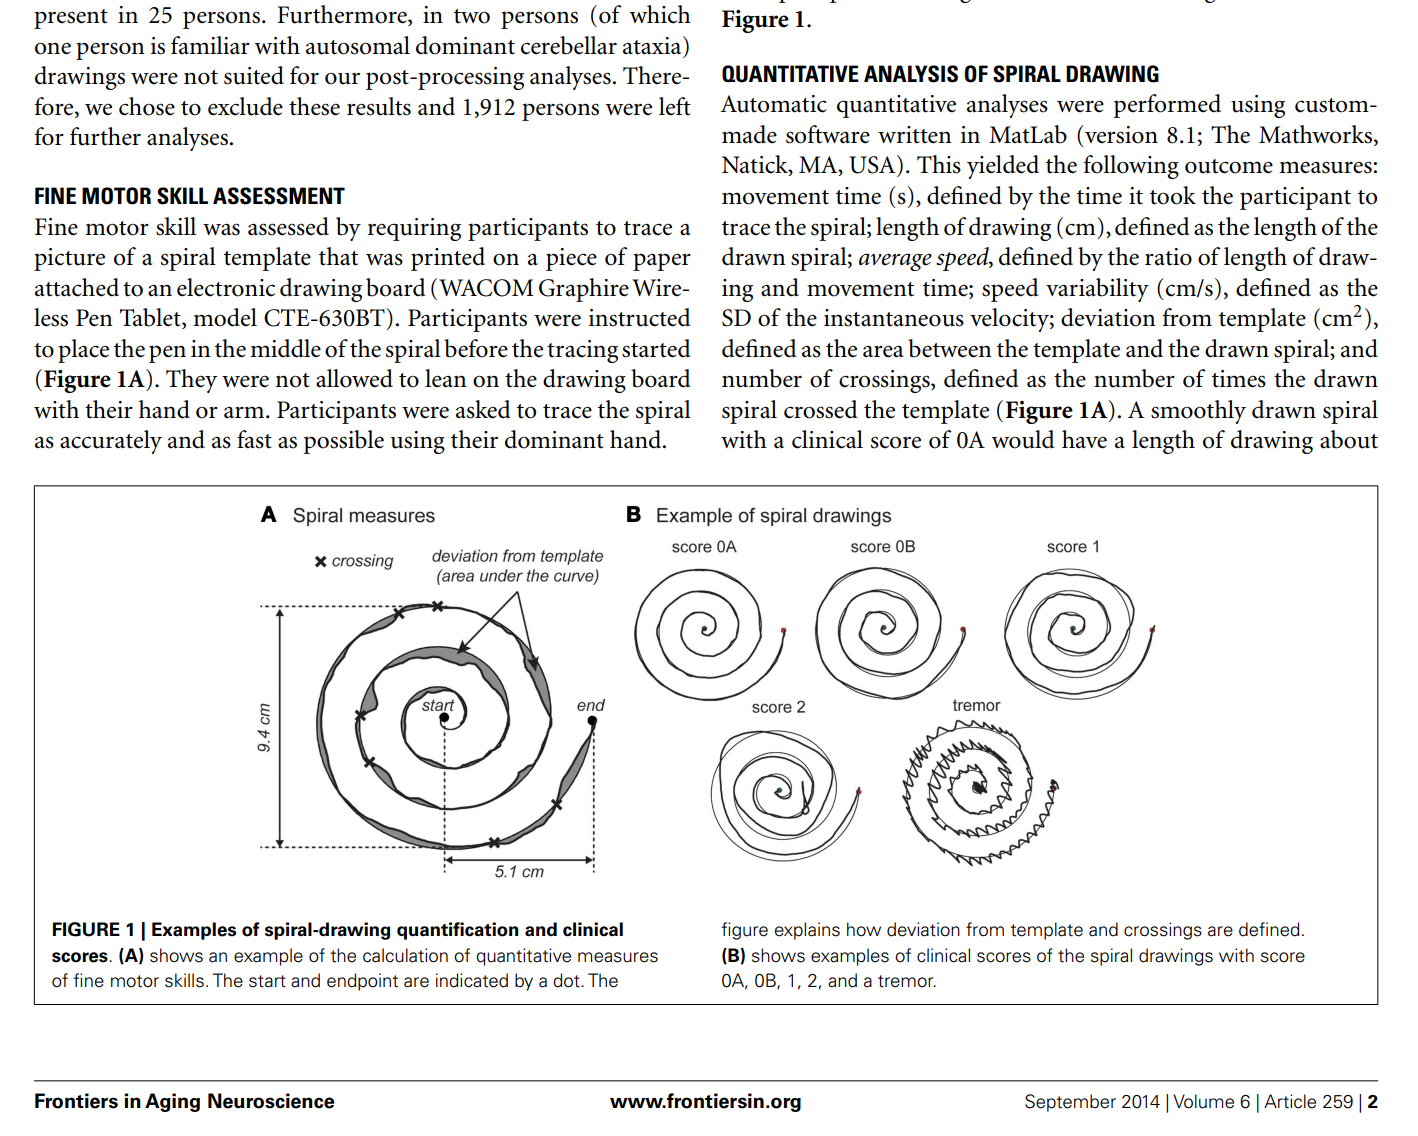 present in 25 persons. Furthermore, in two persons (of which
one person is familiar with autosomal dominant cerebellar ataxia)
drawings were not suited for our post-processing analyses. There-
fore, we chose to exclude these results and 1,912 persons were left
for further analyses.
FINE MOTOR SKILL ASSESSMENT
Fine motor skill was assessed by requiring participants to trace a
picture of a spiral template that was printed on a piece of paper
attached to an electronic drawing board (WACOM Graphire Wire-
less Pen Tablet, model CTE-630BT). Participants were instructed
to place the pen in the middle of the spiral before the tracing started
(Figure 1A). They were not allowed to lean on the drawing board
with their hand or arm. Participants were asked to trace the spiral
as accurately and as fast as possible using their dominant hand.
Figure 1.
QUANTITATIVE ANALYSIS OF SPIRAL DRAWING
Automatic quantitative analyses were performed using custom-
made software written in MatLab (version 8.1; The Mathworks,
Natick, MA, USA). This yielded the following outcome measures:
movement time (s), defined by the time it took the participant to
trace the spiral; length of drawing (cm), defined as the length of the
drawn spiral; average speed, defined by the ratio of length of draw-
ing and movement time; speed variability (cm/s), defined as the
SD of the instantaneous velocity; deviation from template (cm²),
defined as the area between the template and the drawn spiral; and
number of crossings, defined as the number of times the drawn
spiral crossed the template (Figure 1A). A smoothly drawn spiral
with a clinical score of 0A would have a length of drawing about
A Spiral measures
crossing
deviation from template
(area under the curve)
start
end
9.4 cm
5.1 cm
B Example of spiral drawings
score 0A
score 0B
score 1
score 2
tremor
FIGURE 1 | Examples of spiral-drawing quantification and clinical
scores. (A) shows an example of the calculation of quantitative measures
of fine motor skills. The start and endpoint are indicated by a dot. The
figure explains how deviation from template and crossings are defined.
(B) shows examples of clinical scores of the spiral drawings with score
0A, 0B, 1, 2, and a tremor.
Frontiers in Aging Neuroscience
www.frontiersin.org
September 2014 | Volume 6 | Article 259 | 2